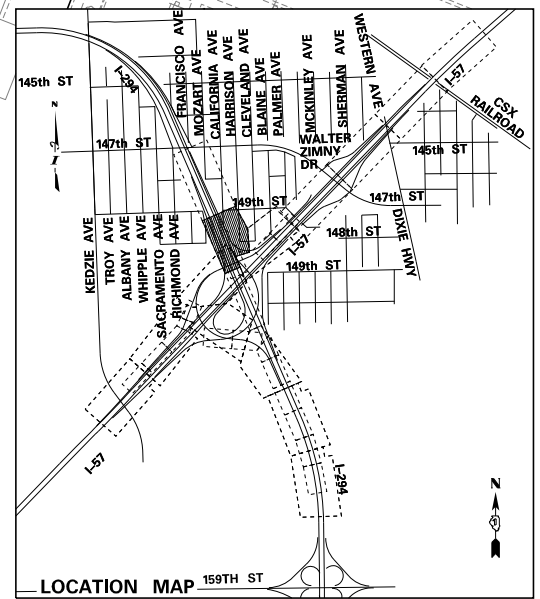 FRANCISCO AVE
MOZART AVE
CALIFORNIA AVE
HARRISON AVE
CLEVELAND AVE
BLAINE AVE
PALMER AVE
MCKINLEY AVE
SHERMAN AVE
WESTERN AVE
I-57
145th ST
I-294
CSX
RAILROAD
N
147th ST
WALTER
ZIMNY
DR
145th ST
147th ST
149th ST
DIXIE HWY
KEDZIE AVE
TROY AVE
ALBANY AVE
WHIPPLE AVE
SACRAMENTO AVE
RICHMOND AVE
I-57
148th ST
149th ST
I-57
I-294
N
LOCATION MAP
159TH ST